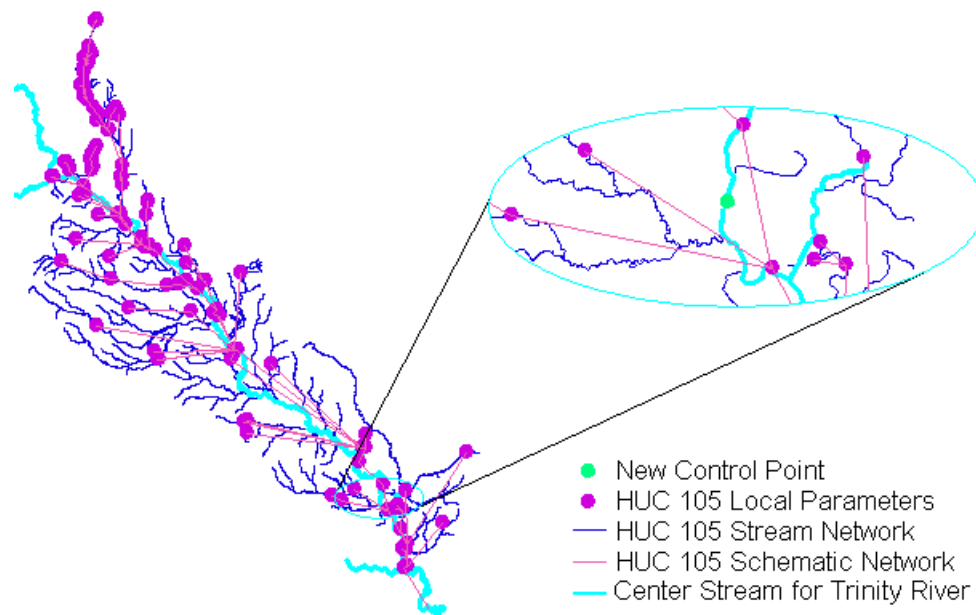 New Control Point
HUC 105 Local Parameters
HUC 105 Stream Network
HUC 105 Schematic Network
Center Stream for Trinity River